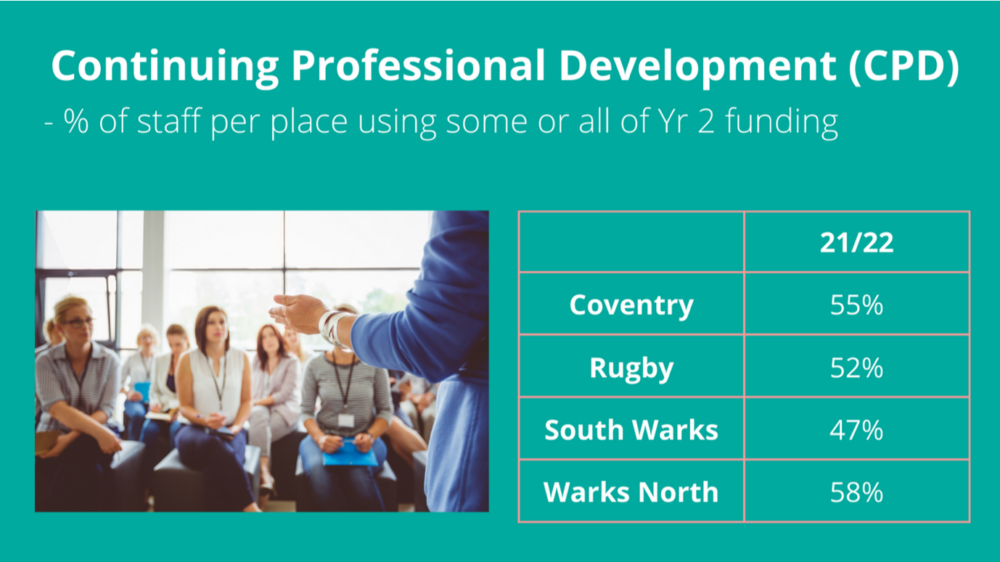 Continuing Professional Development (CPD)
- % of staff per place using some or all of Yr 2 funding
21/22
Coventry 55%
Rugby 52%
South Warks 47%
Warks North 58%